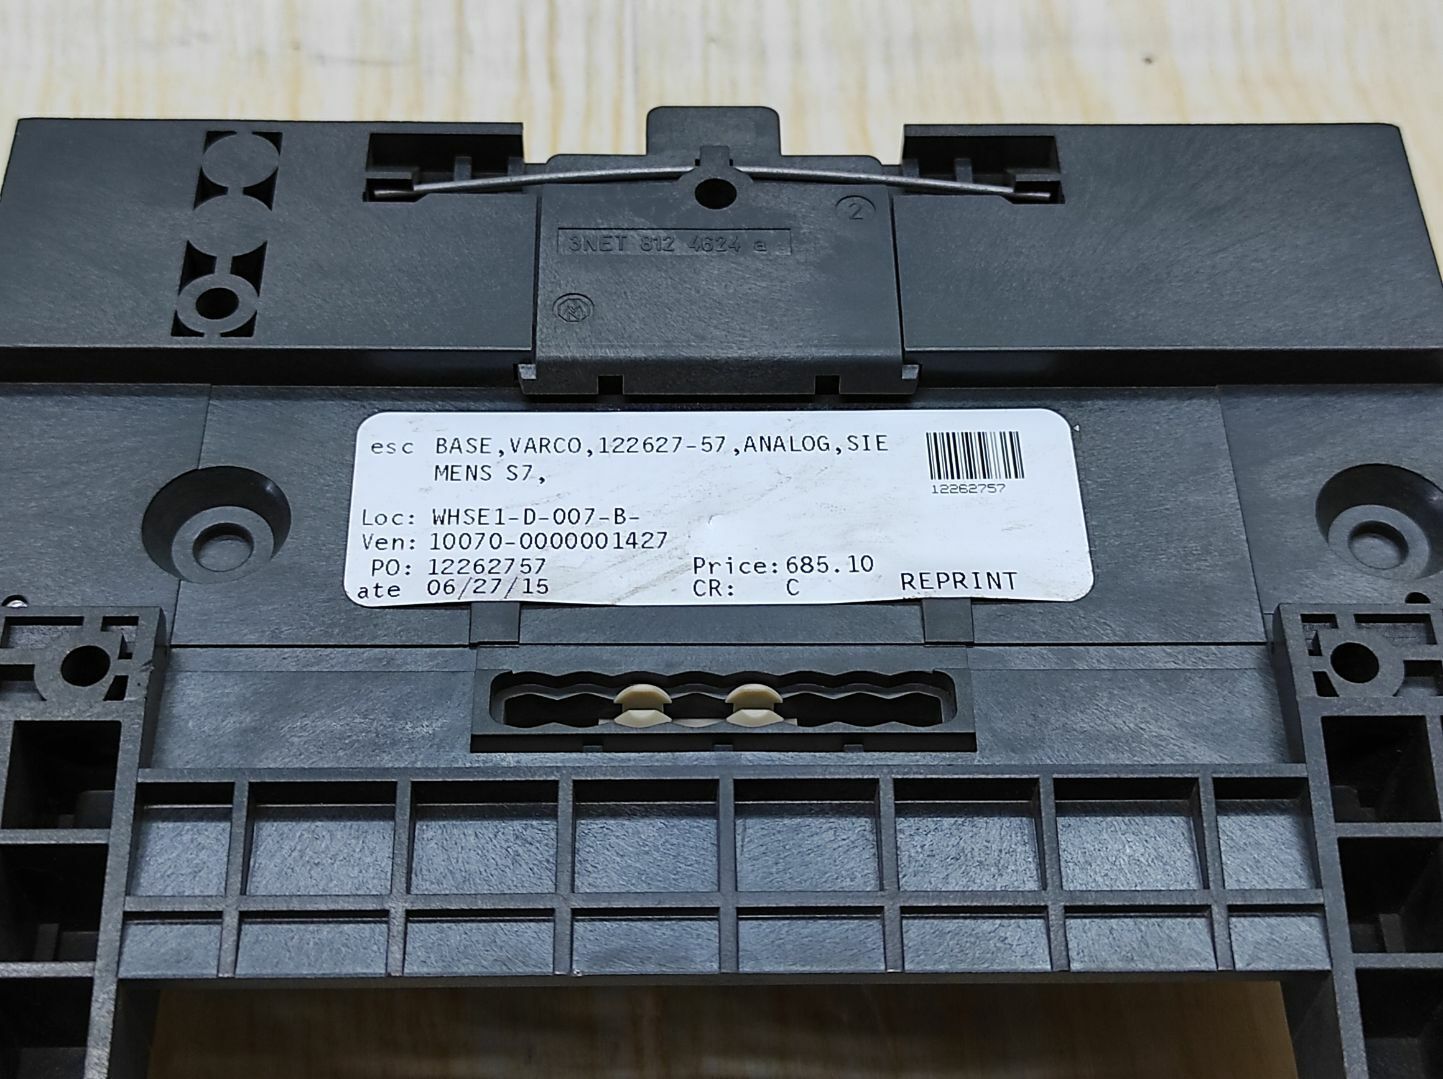 2
3NET 812 4624 a
esc BASE,VARCO,122627-57,ANALOG,SIE
MENS S7,
12262757
Loc: WHSE1-D-007-B-
Ven: 10070-0000001427
PO: 12262757 Price: 685.10
ate 06/27/15 CR: C REPRINT